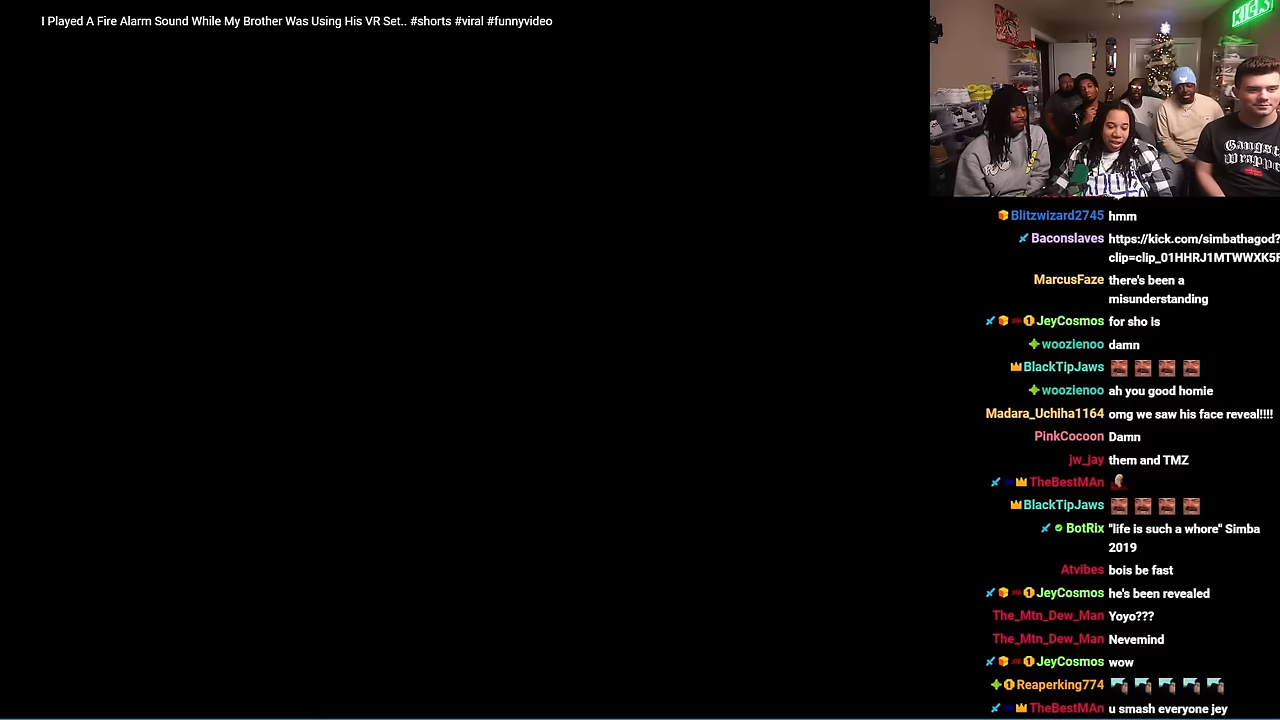 I Played A Fire Alarm Sound While My Brother Was Using His VR Set.. #shorts #viral #funnyvideo
KICK
Gangsta
Wrappe
Blitzwizard2745 hmm
Baconslaves https://kick.com/simbathagod?
clip=clip_01HHRJ1MTWWXK5F
MarcusFaze there's been a
misunderstanding
JeyCosmos for sho is
woozienoo damn
BlackTipJaws
woozienoo ah you good homie
Madara_Uchiha1164 omg we saw his face reveal!!!!
PinkCocoon Damn
jw_jay them and TMZ
TheBestMAn
BlackTipJaws
BotRix "life is such a whore" Simba
2019
Atvibes bois be fast
JeyCosmos he's been revealed
The_Mtn_Dew_Man Yoyo???
The_Mtn_Dew_Man Nevemind
JeyCosmos wow
Reaperking774
TheBestMAn u smash everyone jey